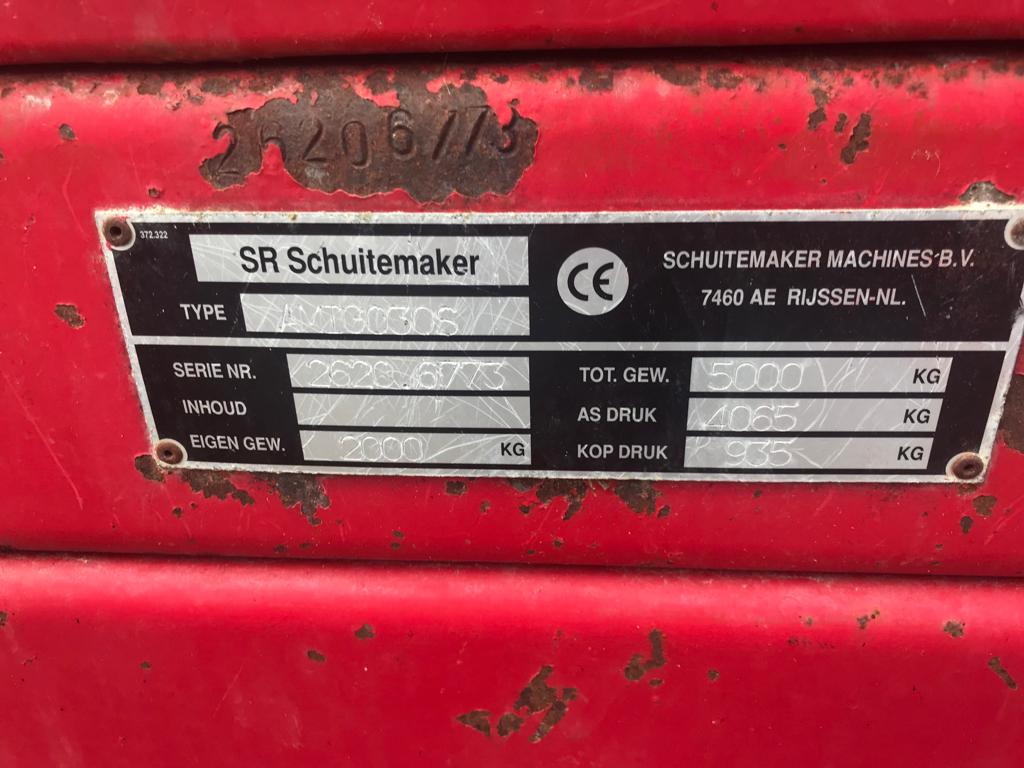 26206773
372.322
SR Schuitemaker
TYPE AMIGO30S
CE
SCHUITEMAKER MACHINES B.V.
7460 AE RIJSSEN-NL.
SERIE NR. 2620 6773
INHOUD
EIGEN GEW. 2000 KG
TOT. GEW. 5000 KG
AS DRUK 4065 KG
KOP DRUK 935 KG